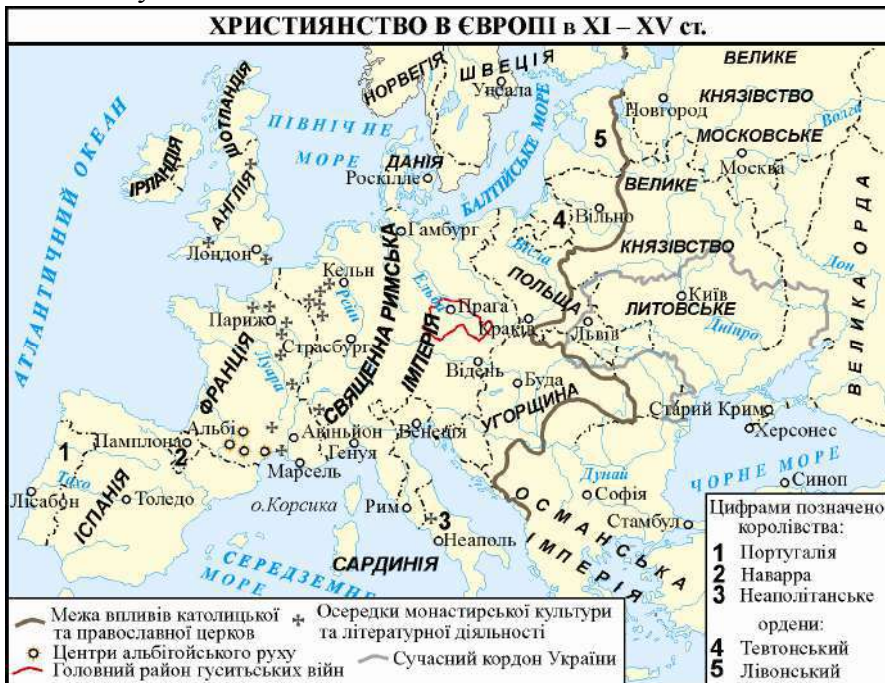 ХРИСТИЯНСТВО В ЄВРОПІ в XI – XV ст.
АТЛАНТИЧНИЙ ОКЕАН
ПІВНІЧНЕ
МОРЕ
БАЛТІЙСЬКЕ МОРЕ
СЕРЕДЗЕМНЕ
МОРЕ
ЧОРНЕ МОРЕ
ІРЛАНДІЯ
ШОТЛАНДІЯ
АНГЛІЯ
Лондон
НОРВЕГІЯ
ШВЕЦІЯ
Упсала
ДАНІЯ
Роскілле
Гамбург
Кельн
Рейн
Ельба
Париж
Страсбург
Луара
ФРАНЦІЯ
СВЯЩЕННА РИМСЬКА
ІМПЕРІЯ
Прага
Краків
ПОЛЬЩА
Вісла
Львів
Відень
Буда
УГОРЩИНА
Альбі
Авіньйон
Марсель
Генуя
Венеція
Памплона
1
2
Тахо
Лісабон
Толедо
ІСПАНІЯ
о.Корсика
Рим
3
Неаполь
САРДИНІЯ
5
4
Вільно
Новгород
ВЕЛИКЕ
КНЯЗІВСТВО
МОСКОВСЬКЕ
Москва
Волга
ВЕЛИКЕ
КНЯЗІВСТВО
ЛИТОВСЬКЕ
Київ
Дніпро
Дон
ВЕЛИКА ОРДА
Старий Крим
Херсонес
Синоп
Дунай
Софія
Стамбул
ОСМАНСЬКА
ІМПЕРІЯ
Межа впливів католицької
та православної церков
Центри альбігойського руху
Головний район гуситьських війн
Осередки монастирської культури
та літературної діяльності
Сучасний кордон України
Цифрами позначено
королівства:
1 Португалія
2 Наварра
3 Неаполітанське
ордени:
4 Тевтонський
5 Лівонський